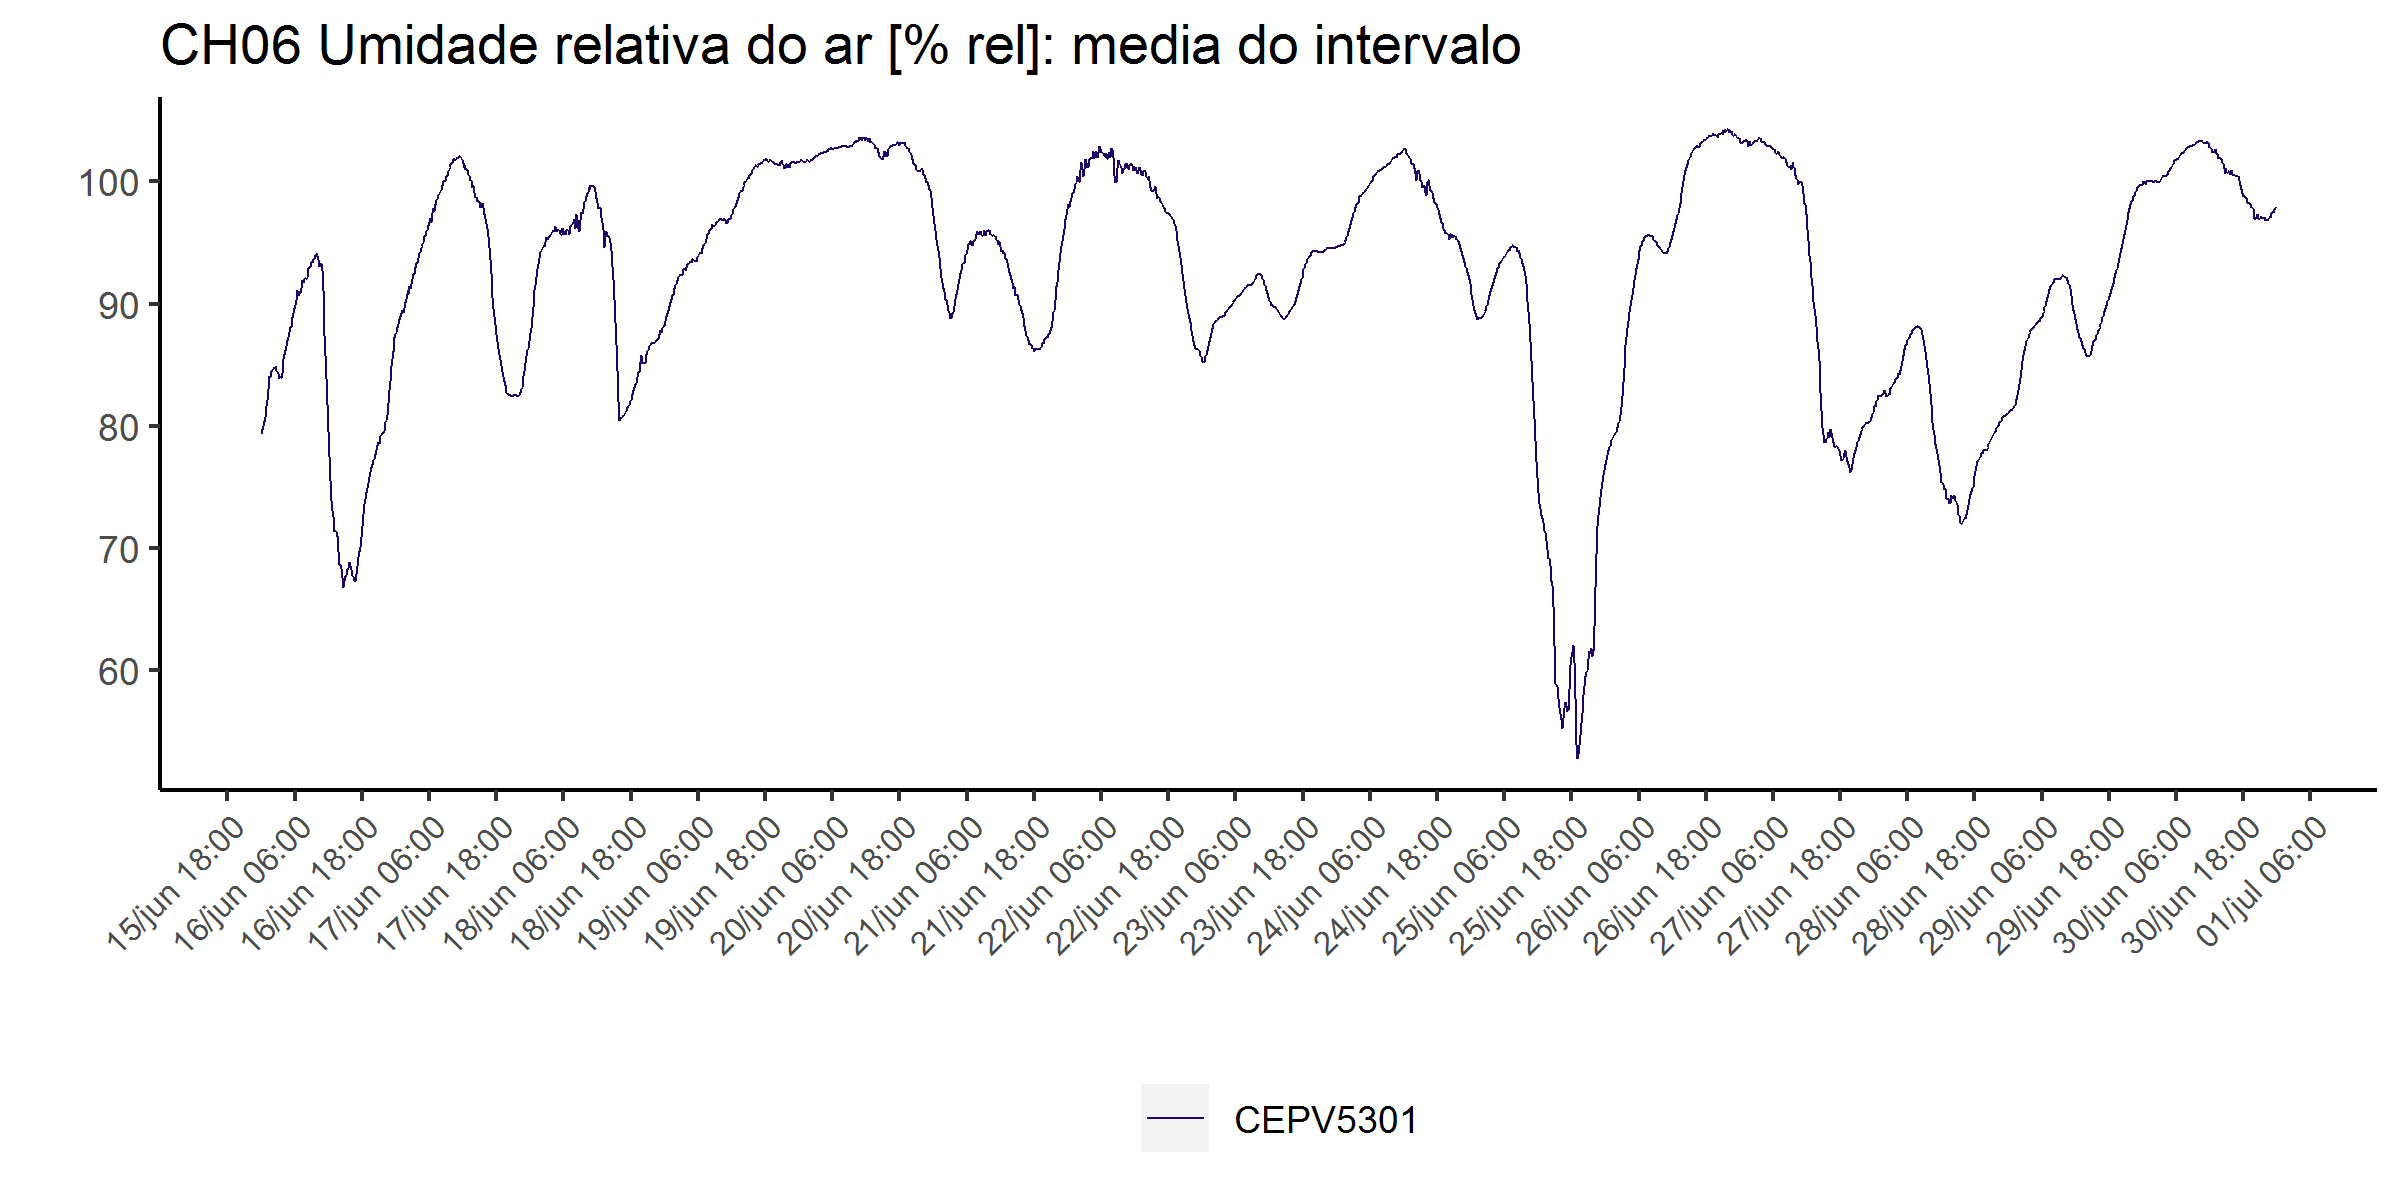 CH06 Umidade relativa do ar [% rel]: media do intervalo
100
90
80
70
60
15/jun 18:00
16/jun 06:00
16/jun 18:00
17/jun 06:00
17/jun 18:00
18/jun 06:00
18/jun 18:00
19/jun 06:00
19/jun 18:00
20/jun 06:00
20/jun 18:00
21/jun 06:00
21/jun 18:00
22/jun 06:00
22/jun 18:00
23/jun 06:00
23/jun 18:00
24/jun 06:00
24/jun 18:00
25/jun 06:00
25/jun 18:00
26/jun 06:00
26/jun 18:00
27/jun 06:00
27/jun 18:00
28/jun 06:00
28/jun 18:00
29/jun 06:00
29/jun 18:00
30/jun 06:00
30/jun 18:00
01/jul 06:00
CEPV5301